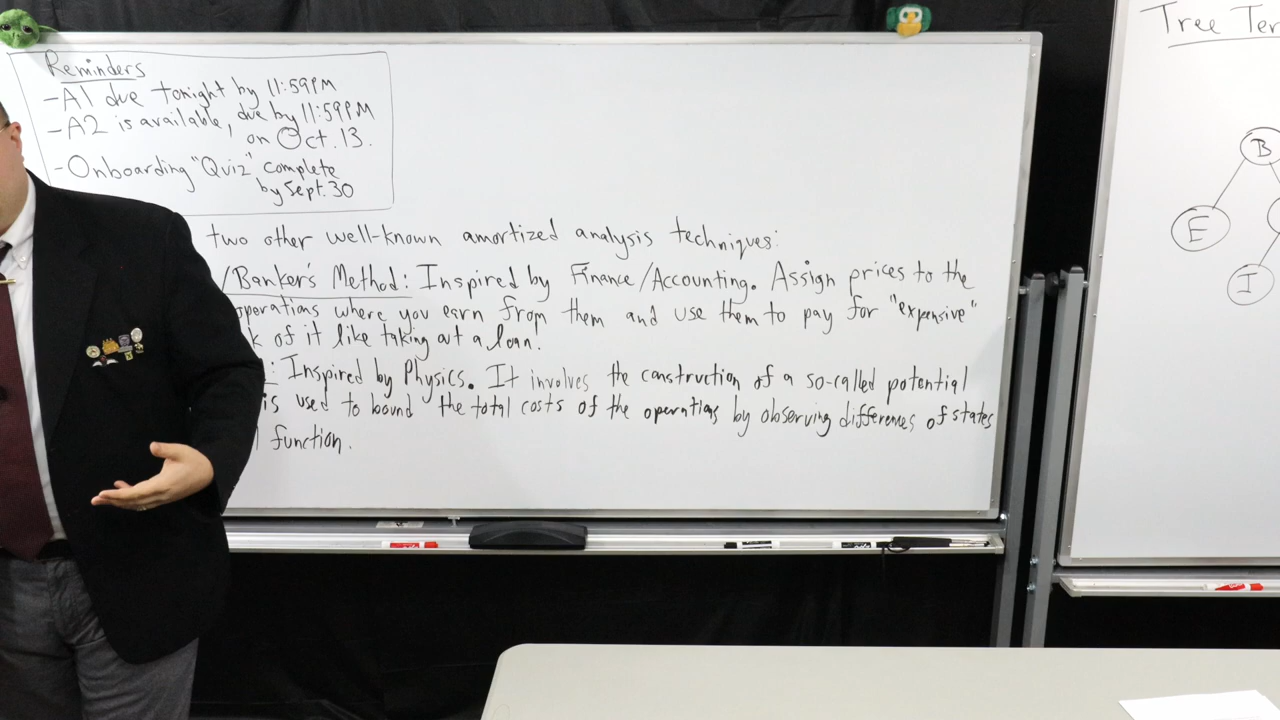 Reminders
-A1 due tonight by 11:59PM
-A2 is available, due by 11:59PM
on Oct. 13.
-Onboarding "Quiz" complete
by Sept. 30
two other well-known amortized analysis techniques:
/Banker's Method: Inspired by Finance/Accounting. Assign prices to the
operations where you earn from them and use them to pay for "expensive"
of it like taking out a loan.
: Inspired by Physics. It involves the construction of a so-called potential
is used to bound the total costs of the operations by observing differences of states
function.
Tree
B
E
I